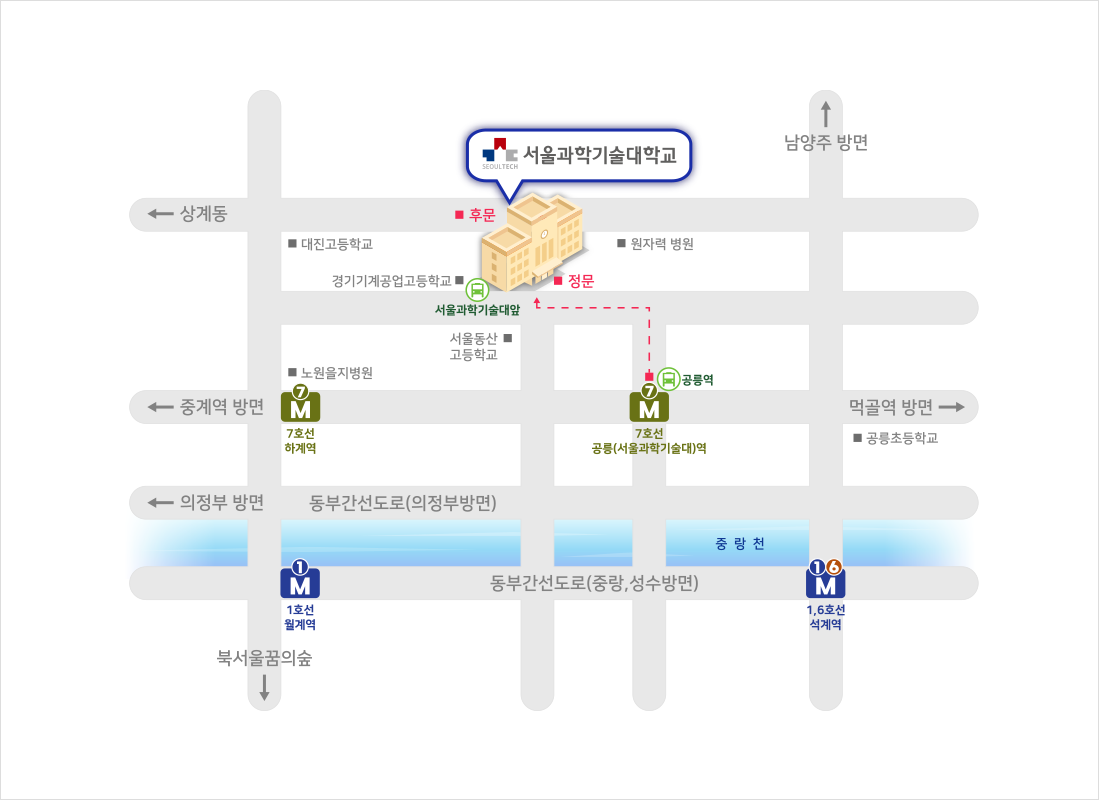 남양주 방면
서울과학기술대학교
SEOULTECH
상계동
후문
대진고등학교
원자력 병원
경기기계공업고등학교
정문
서울과학기술대앞
서울동산
고등학교
노원을지병원
공릉역
7
M
7
M
중계역 방면
먹골역 방면
7호선
하계역
7호선
공릉(서울과학기술대)역
공릉초등학교
의정부 방면
동부간선도로(의정부방면)
중 랑 천
1
M
1 6
M
동부간선도로(중랑,성수방면)
1호선
월계역
1,6호선
석계역
북서울꿈의숲